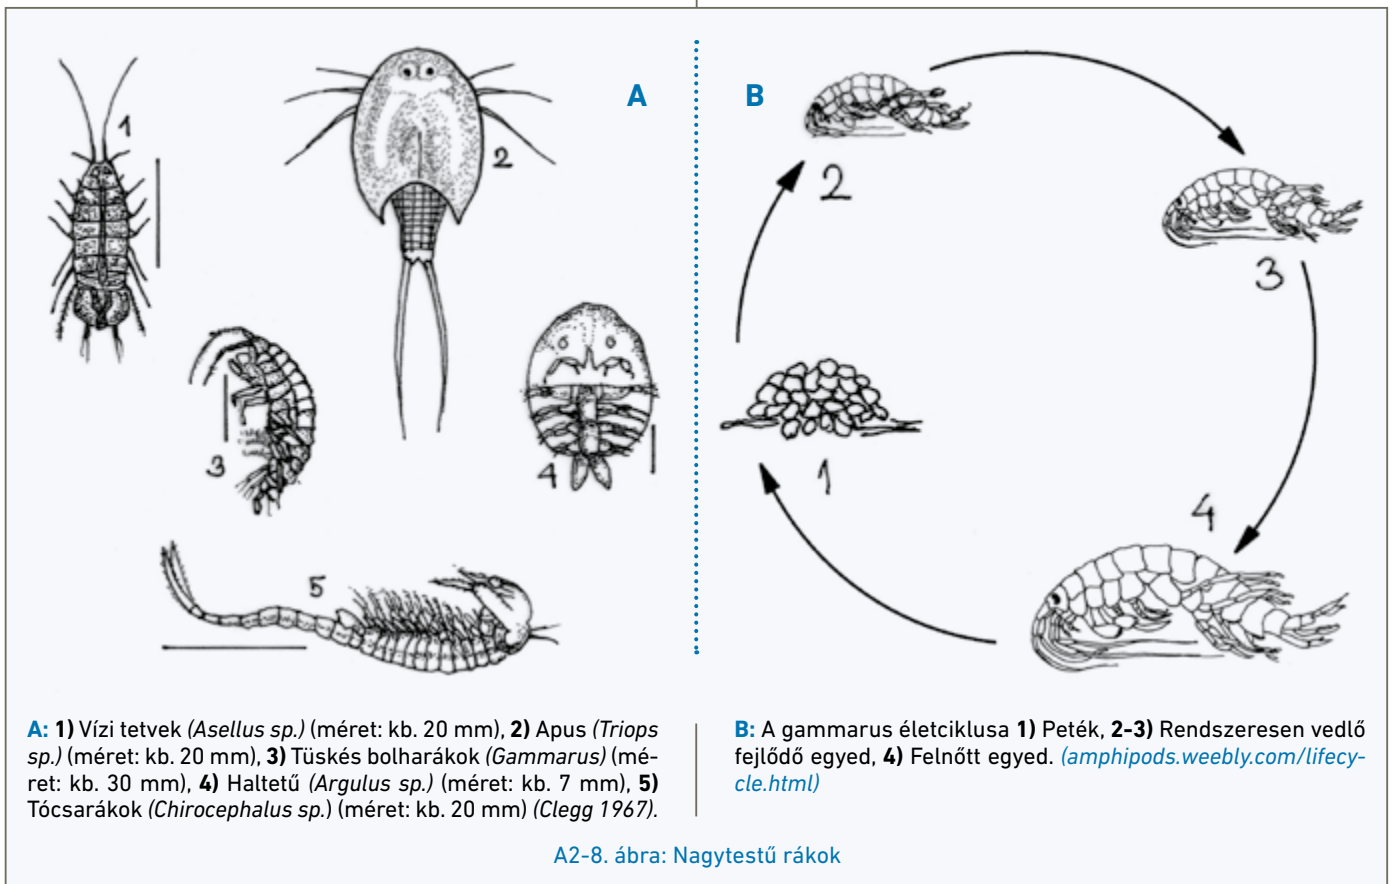 A
B
1
2
3
4
5
2
3
1
4
A: 1) Vízi tetvek (Asellus sp.) (méret: kb. 20 mm), 2) Apus (Triops
sp.) (méret: kb. 20 mm), 3) Tüskés bolharákok (Gammarus) (mé-
ret: kb. 30 mm), 4) Haltetű (Argulus sp.) (méret: kb. 7 mm), 5)
Tócsarákok (Chirocephalus sp.) (méret: kb. 20 mm) (Clegg 1967).
B: A gammarus életciklusa 1) Peték, 2-3) Rendszeresen vedlő
fejlődő egyed, 4) Felnőtt egyed. (amphipods.weebly.com/lifecy-
cle.html)
A2-8. ábra: Nagytestű rákok